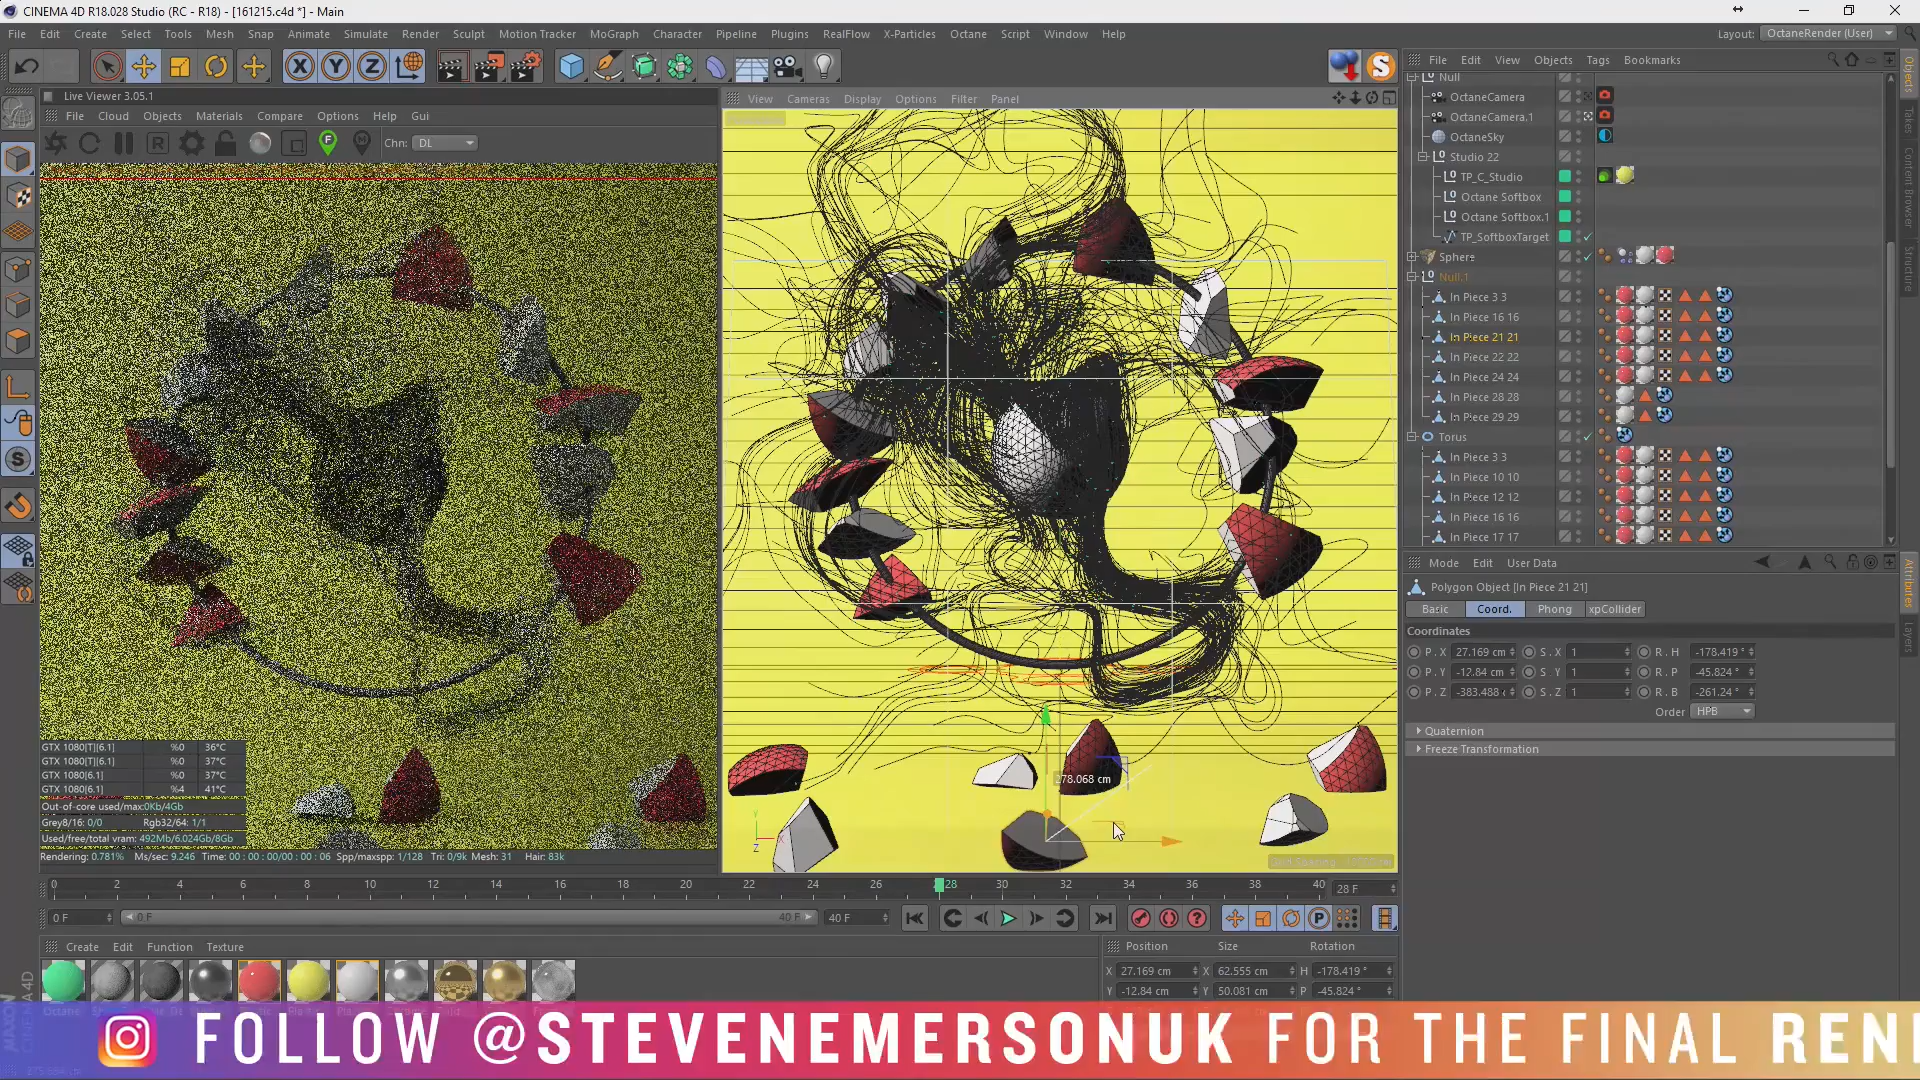 CINEMA 4D R18.028 Studio (RC - R18) - [161215.c4d *] - Main
File Edit Create Select Tools Mesh Snap Animate Simulate Render Sculpt Motion Tracker MoGraph Character Pipeline Plugins RealFlow X-Particles Octane Script Window Help
Layout: OctaneRender (User)
Live Viewer 3.05.1
File Cloud Objects Materials Compare Options Help Gui
Chn: DL
View Cameras Display Options Filter Panel
278.068 cm
GTX 1080[T][6.1] %0 36°C
GTX 1080[T][6.1] %0 37°C
GTX 1080[6.1] %0 37°C
GTX 1080[6.1] %4 41°C
Out-of-core used/max:0Kb/4Gb
Grey8/16: 0/0 Rgb32/64: 1/1
Used/free/total vram: 492Mb/6.024Gb/8Gb
Rendering: 0.781% Ms/sec: 9.246 Time: 00 : 00 : 00/00 : 00 : 06 Spp/maxspp: 1/128 Tri: 0/9k Mesh: 31 Hair: 83k
File Edit View Objects Tags Bookmarks
Null
OctaneCamera
OctaneCamera.1
OctaneSky
Studio 22
TP_C_Studio
Octane Softbox
Octane Softbox.1
TP_SoftboxTarget
Sphere
Null.1
In Piece 3 3
In Piece 16 16
In Piece 21 21
In Piece 22 22
In Piece 24 24
In Piece 28 28
In Piece 29 29
Torus
In Piece 3 3
In Piece 10 10
In Piece 12 12
In Piece 16 16
In Piece 17 17
Objects
Takes
Content Browser
Structure
Mode Edit User Data
Polygon Object [In Piece 21 21]
Basic Coord. Phong xpCollider
Coordinates
P . X 27.169 cm S . X 1 R . H -178.419 °
P . Y -12.84 cm S . Y 1 R . P -45.824 °
P . Z -383.488 c S . Z 1 R . B -261.24 °
Order HPB
Quaternion
Freeze Transformation
Attributes
Layers
0 2 4 6 8 10 12 14 16 18 20 22 24 26 28 30 32 34 36 38 40 28 F
0 F 0 F 40 F 40 F
Create Edit Function Texture
Position Size Rotation
X 27.169 cm X 62.555 cm H -178.419 °
Y -12.84 cm Y 50.081 cm P -45.824 °
MAXON CINEMA 4D
FOLLOW @STEVENEMERSONUK FOR THE FINAL REN